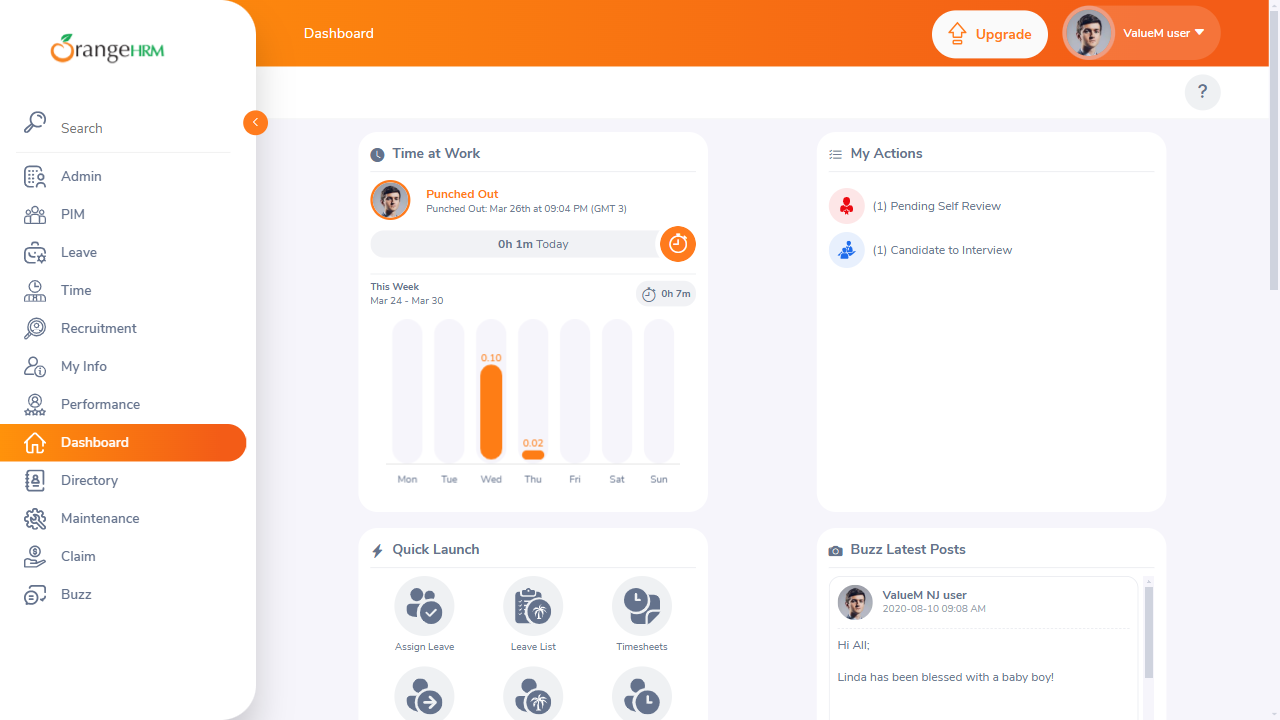 OrangeHRM
Search
Admin
PIM
Leave
Time
Recruitment
My Info
Performance
Dashboard
Directory
Maintenance
Claim
Buzz
Dashboard
Upgrade
ValueM user
?
Time at Work
Punched Out
Punched Out: Mar 26th at 09:04 PM (GMT 3)
0h 1m Today
This Week
Mar 24 - Mar 30
0h 7m
0.10
0.02
Mon Tue Wed Thu Fri Sat Sun
My Actions
(1) Pending Self Review
(1) Candidate to Interview
Quick Launch
Assign Leave
Leave List
Timesheets
Buzz Latest Posts
ValueM NJ user
2020-08-10 09:08 AM
Hi All;
Linda has been blessed with a baby boy!